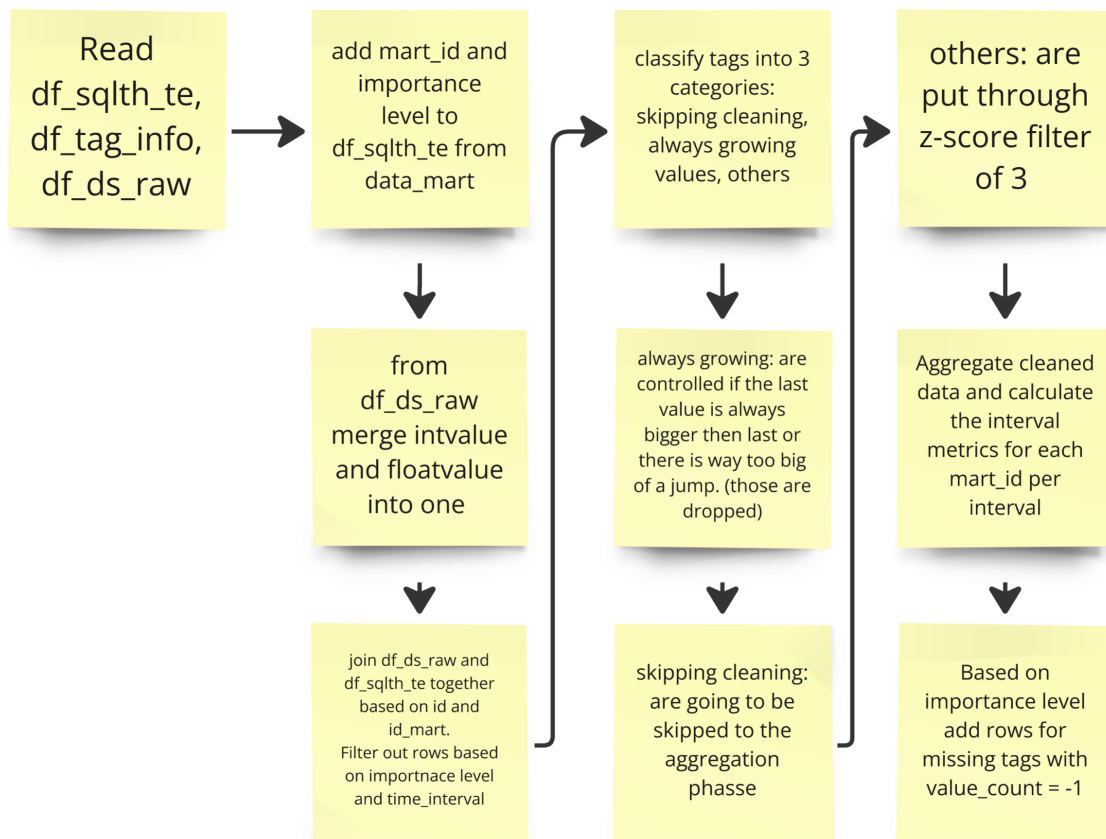 Read
df_sqlth_te,
df_tag_info,
df_ds_raw
add mart_id and
importance
level to
df_sqlth_te from
data_mart
from
df_ds_raw
merge intvalue
and floatvalue
into one
join df_ds_raw and
df_sqlth_te together
based on id and
id_mart.
Filter out rows based
on importnace level
and time_interval
classify tags into 3
categories:
skipping cleaning,
always growing
values, others
always growing: are
controlled if the last
value is always
bigger then last or
there is way too big
of a jump. (those are
dropped)
skipping cleaning:
are going to be
skipped to the
aggregation
phasse
others: are
put through
z-score filter
of 3
Aggregate cleaned
data and calculate
the interval
metrics for each
mart_id per
interval
Based on
importance level
add rows for
missing tags with
value_count = -1